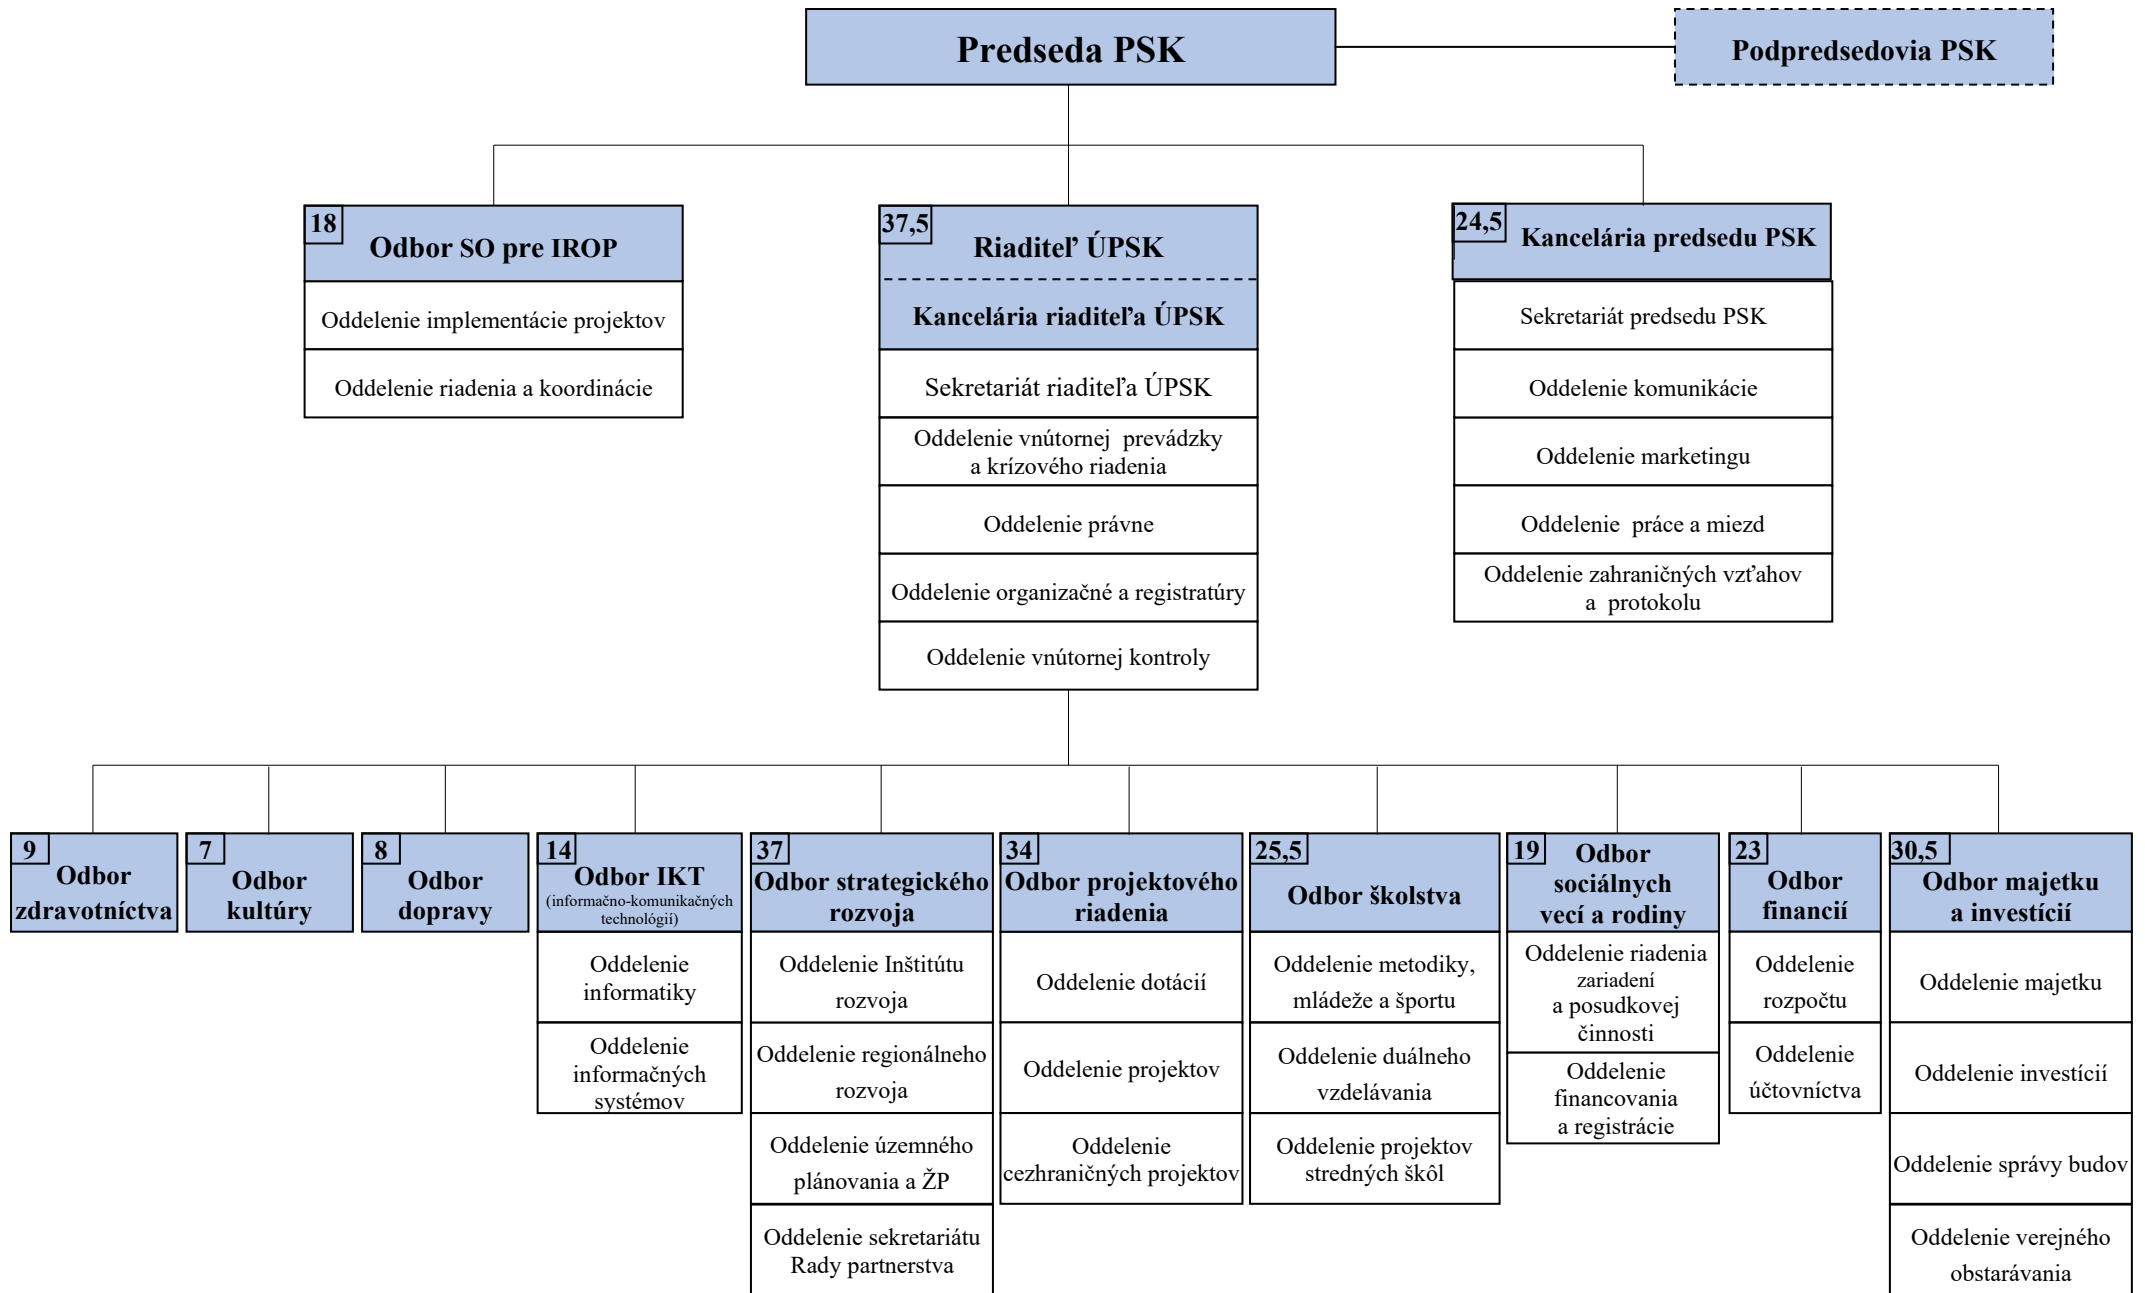 Predseda PSK
Podpredsedovia PSK
18
Odbor SO pre IROP
Oddelenie implementácie projektov
Oddelenie riadenia a koordinácie
37,5
Riaditeľ ÚPSK
Kancelária riaditeľa ÚPSK
Sekretariát riaditeľa ÚPSK
Oddelenie vnútornej prevádzky
a krízového riadenia
Oddelenie právne
Oddelenie organizačné a registratúry
Oddelenie vnútornej kontroly
24,5
Kancelária predsedu PSK
Sekretariát predsedu PSK
Oddelenie komunikácie
Oddelenie marketingu
Oddelenie práce a miezd
Oddelenie zahraničných vzťahov
a protokolu
9
Odbor
zdravotníctva
7
Odbor
kultúry
8
Odbor
dopravy
14
Odbor IKT
(informačno-komunikačných
technológií)
Oddelenie
informatiky
Oddelenie
informačných
systémov
37
Odbor strategického
rozvoja
Oddelenie Inštitútu
rozvoja
Oddelenie regionálneho
rozvoja
Oddelenie územného
plánovania a ŽP
Oddelenie sekretariátu
Rady partnerstva
34
Odbor projektového
riadenia
Oddelenie dotácií
Oddelenie projektov
Oddelenie
cezhraničných projektov
25,5
Odbor školstva
Oddelenie metodiky,
mládeže a športu
Oddelenie duálneho
vzdelávania
Oddelenie projektov
stredných škôl
19
Odbor
sociálnych
vecí a rodiny
Oddelenie riadenia
zariadení
a posudkovej
činnosti
Oddelenie
financovania
a registrácie
23
Odbor
financií
Oddelenie
rozpočtu
Oddelenie
účtovníctva
30,5
Odbor majetku
a investícií
Oddelenie majetku
Oddelenie investícií
Oddelenie správy budov
Oddelenie verejného
obstarávania